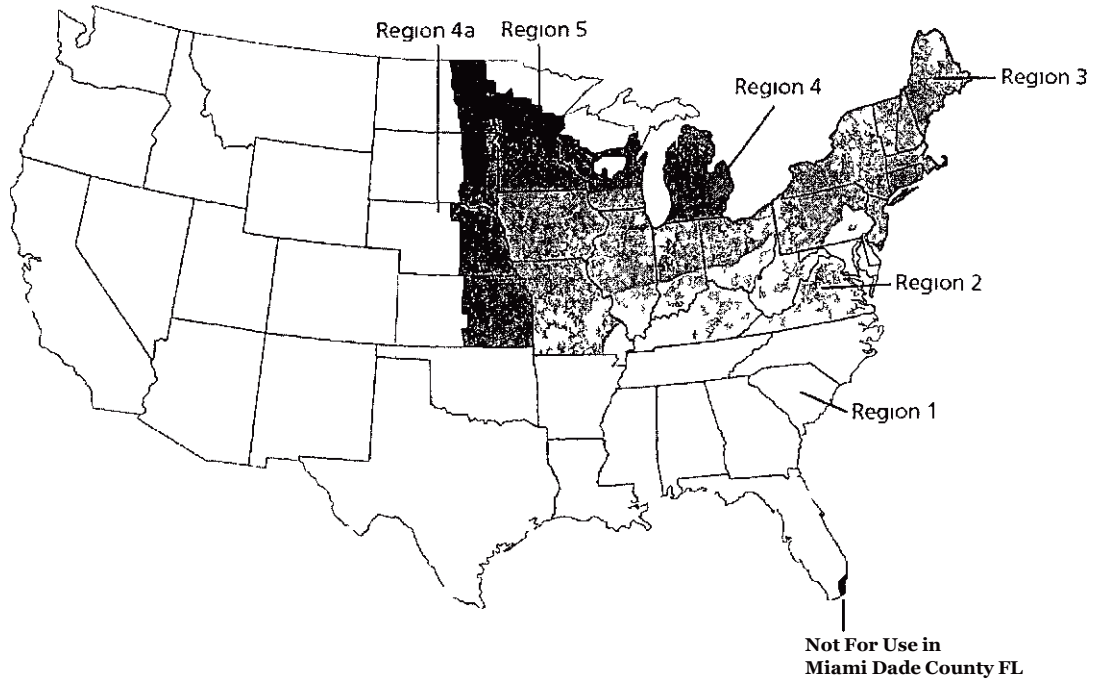 Region 4a
Region 5
Region 4
Region 3
Region 2
Region 1
Not For Use in
Miami Dade County FL